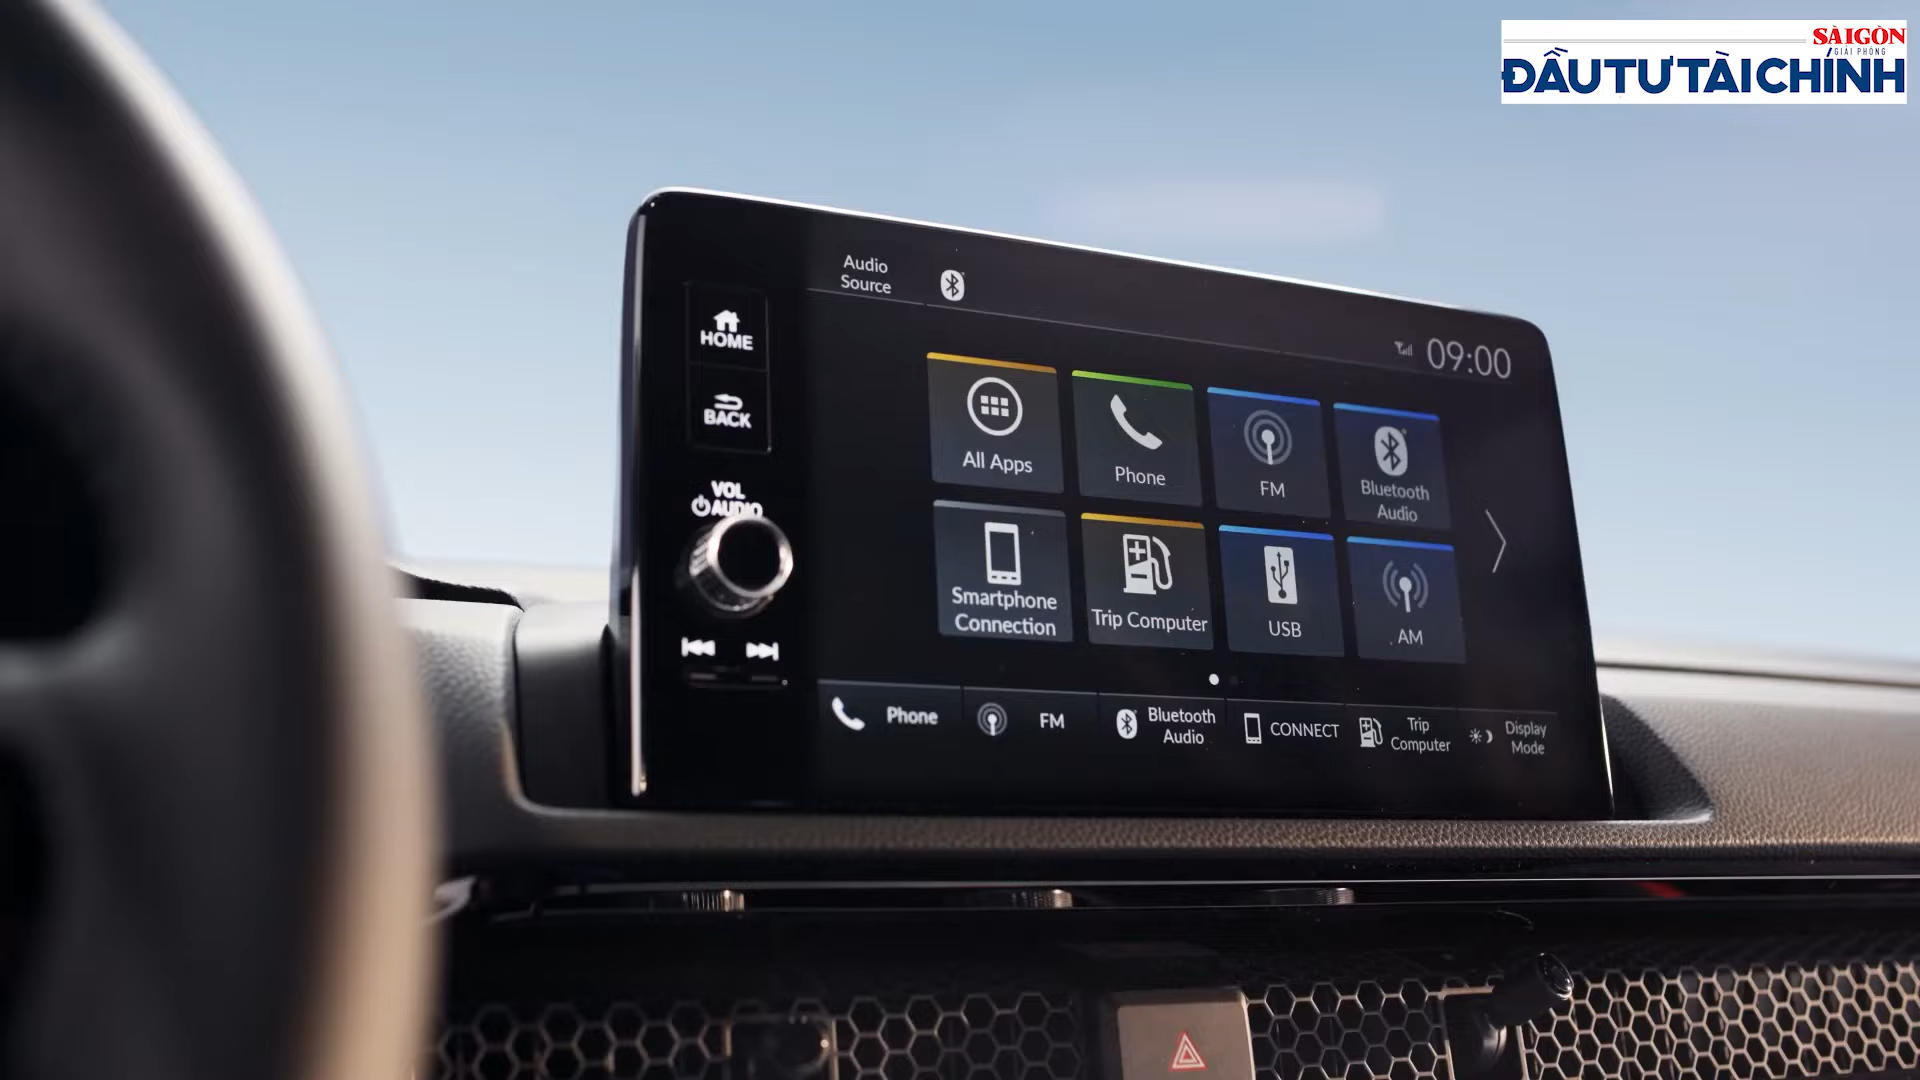 SÀI GÒN
GIẢI PHÓNG
ĐẦU TƯ TÀI CHÍNH
Audio
Source
09:00
HOME
BACK
VOL
AUDIO
All Apps
Phone
FM
Bluetooth
Audio
Smartphone
Connection
Trip Computer
USB
AM
Phone
FM
Bluetooth
Audio
CONNECT
Trip
Computer
Display
Mode